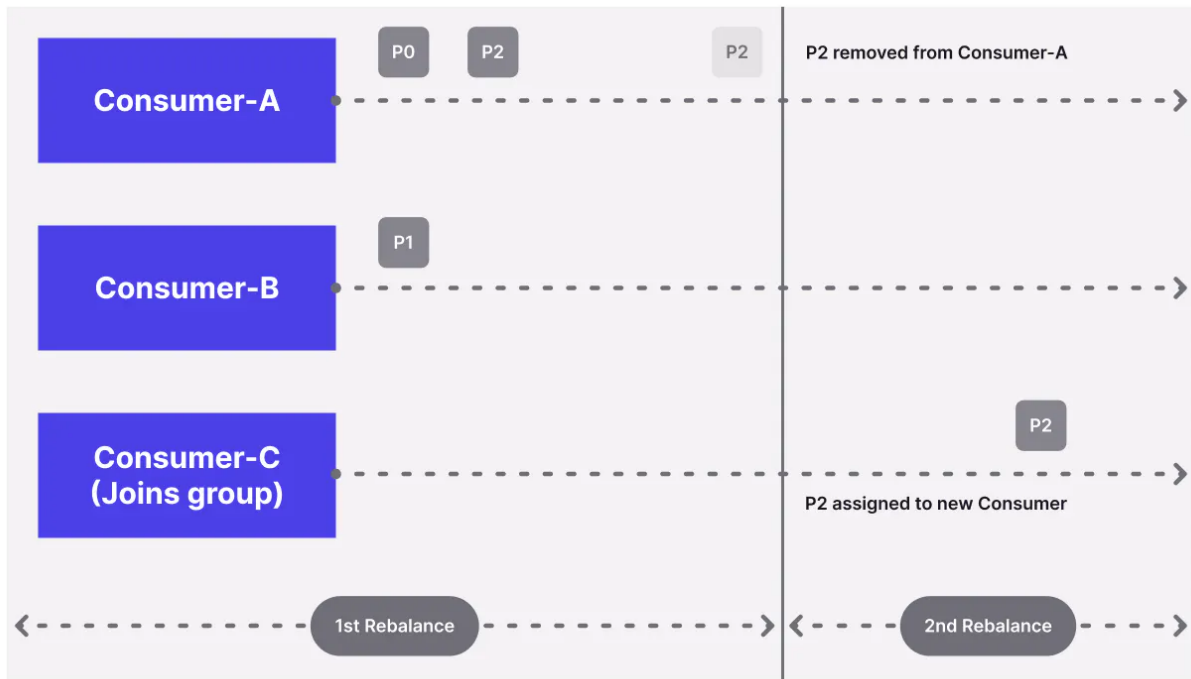 P0
P2
P2
P2 removed from Consumer-A
Consumer-A
P1
Consumer-B
Consumer-C
(Joins group)
P2
P2 assigned to new Consumer
1st Rebalance
2nd Rebalance